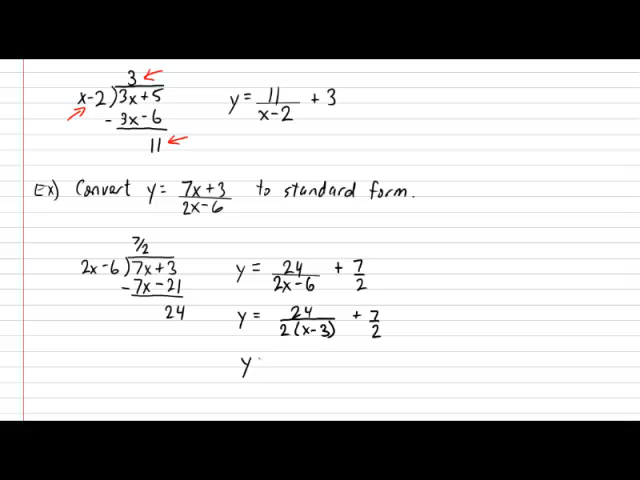 3
x-2 ) 3x+5
- 3x-6
11
y = 11/(x-2) + 3
Ex) Convert y = (7x+3)/(2x-6) to standard form.
7/2
2x-6 ) 7x+3
-7x-21
24
y = 24/(2x-6) + 7/2
y = 24/(2(x-3)) + 7/2
y